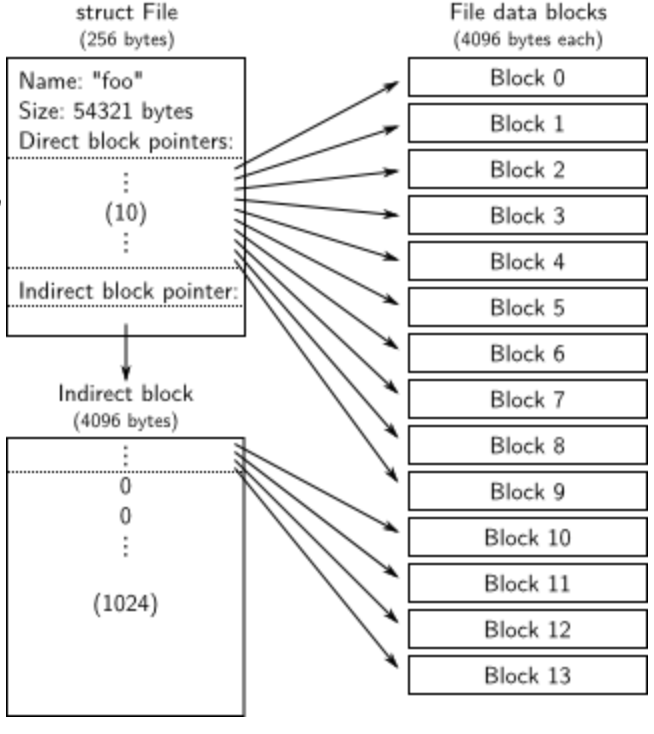 struct File
(256 bytes)
Name: "foo"
Size: 54321 bytes
Direct block pointers:
⋮
(10)
⋮
Indirect block pointer:
Indirect block
(4096 bytes)
⋮
0
0
⋮
(1024)
File data blocks
(4096 bytes each)
Block 0
Block 1
Block 2
Block 3
Block 4
Block 5
Block 6
Block 7
Block 8
Block 9
Block 10
Block 11
Block 12
Block 13